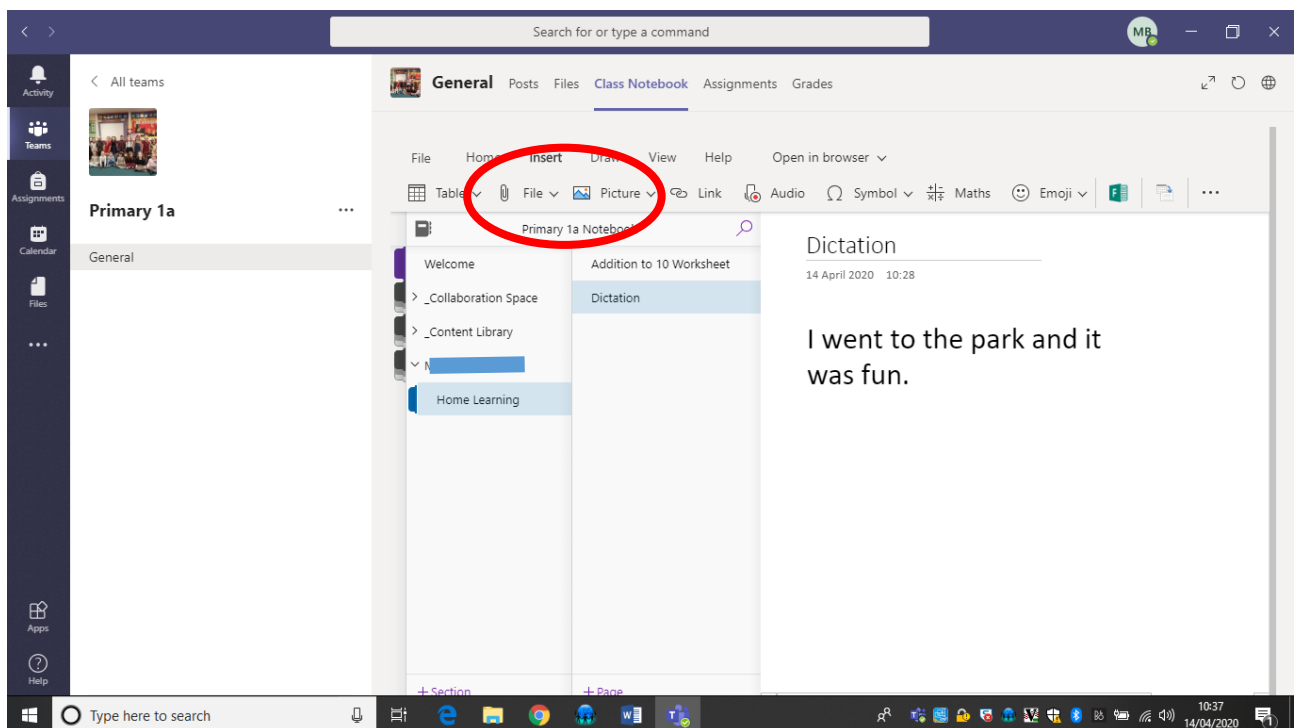 Search for or type a command
MB
Activity
Teams
Assignments
Calendar
Files
Apps
Help
All teams
Primary 1a
General
General Posts Files Class Notebook Assignments Grades
File Home Insert Draw View Help Open in browser
Table File Picture Link Audio Symbol Maths Emoji
Primary 1a Notebook
Welcome
_Collaboration Space
_Content Library
Home Learning
+ Section
Addition to 10 Worksheet
Dictation
+ Page
Dictation
14 April 2020 10:28
I went to the park and it
was fun.
Type here to search
10:37
14/04/2020